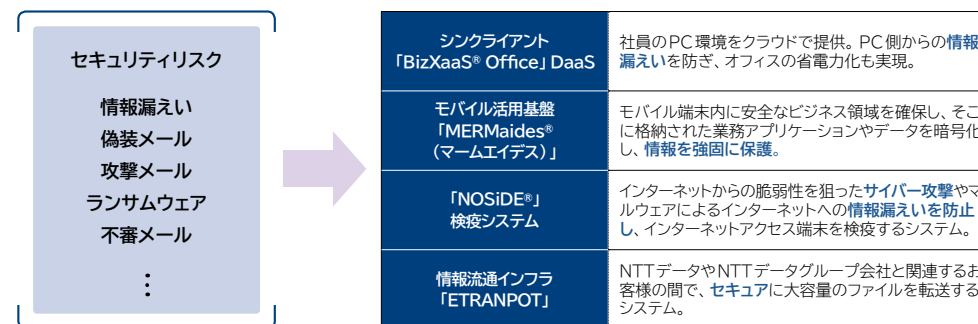 セキュリティリスク
情報漏えい
偽装メール
攻撃メール
ランサムウェア
不審メール
⋮
シンクライアント
「BizXaaS® Office」DaaS
社員のPC環境をクラウドで提供。PC側からの情報
漏えいを防ぎ、オフィスの省電力化も実現。
モバイル活用基盤
「MERMaides®
（マームエイデス）」
モバイル端末内に安全なビジネス領域を確保し、そこ
に格納された業務アプリケーションやデータを暗号化
し、情報を強固に保護。
「NOSiDE®」
検疫システム
インターネットからの脆弱性を狙ったサイバー攻撃やマ
ルウェアによるインターネットへの情報漏えいを防止
し、インターネットアクセス端末を検疫するシステム。
情報流通インフラ
「ETRANPOT」
NTTデータやNTTデータグループ会社と関連するお
客様の間で、セキュアに大容量のファイルを転送する
システム。